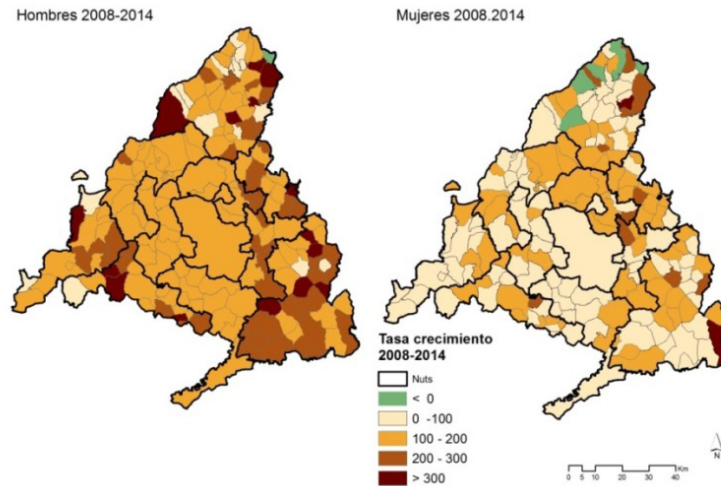 Hombres 2008-2014
Mujeres 2008.2014
Tasa crecimiento
2008-2014
Nuts
< 0
0 -100
100 - 200
200 - 300
> 300
N
Km
0 5 10 20 30 40